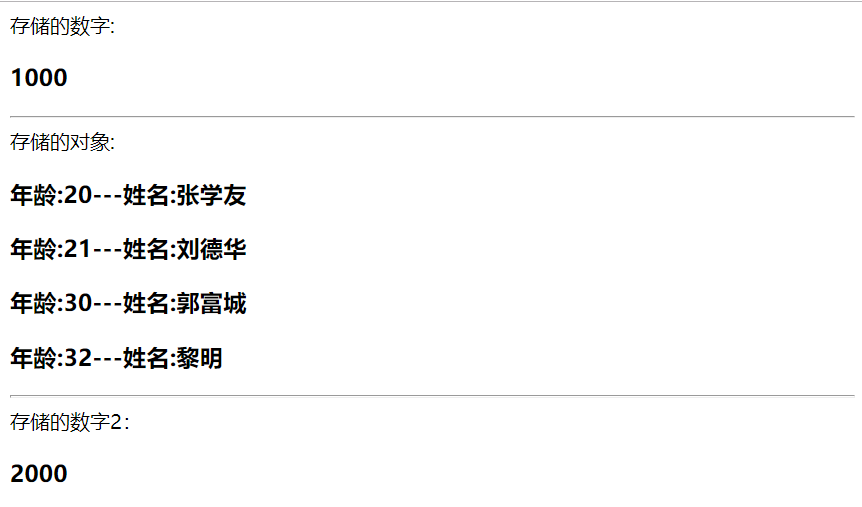 存储的数字:
1000
存储的对象:
年龄:20---姓名:张学友
年龄:21---姓名:刘德华
年龄:30---姓名:郭富城
年龄:32---姓名:黎明
存储的数字2：
2000